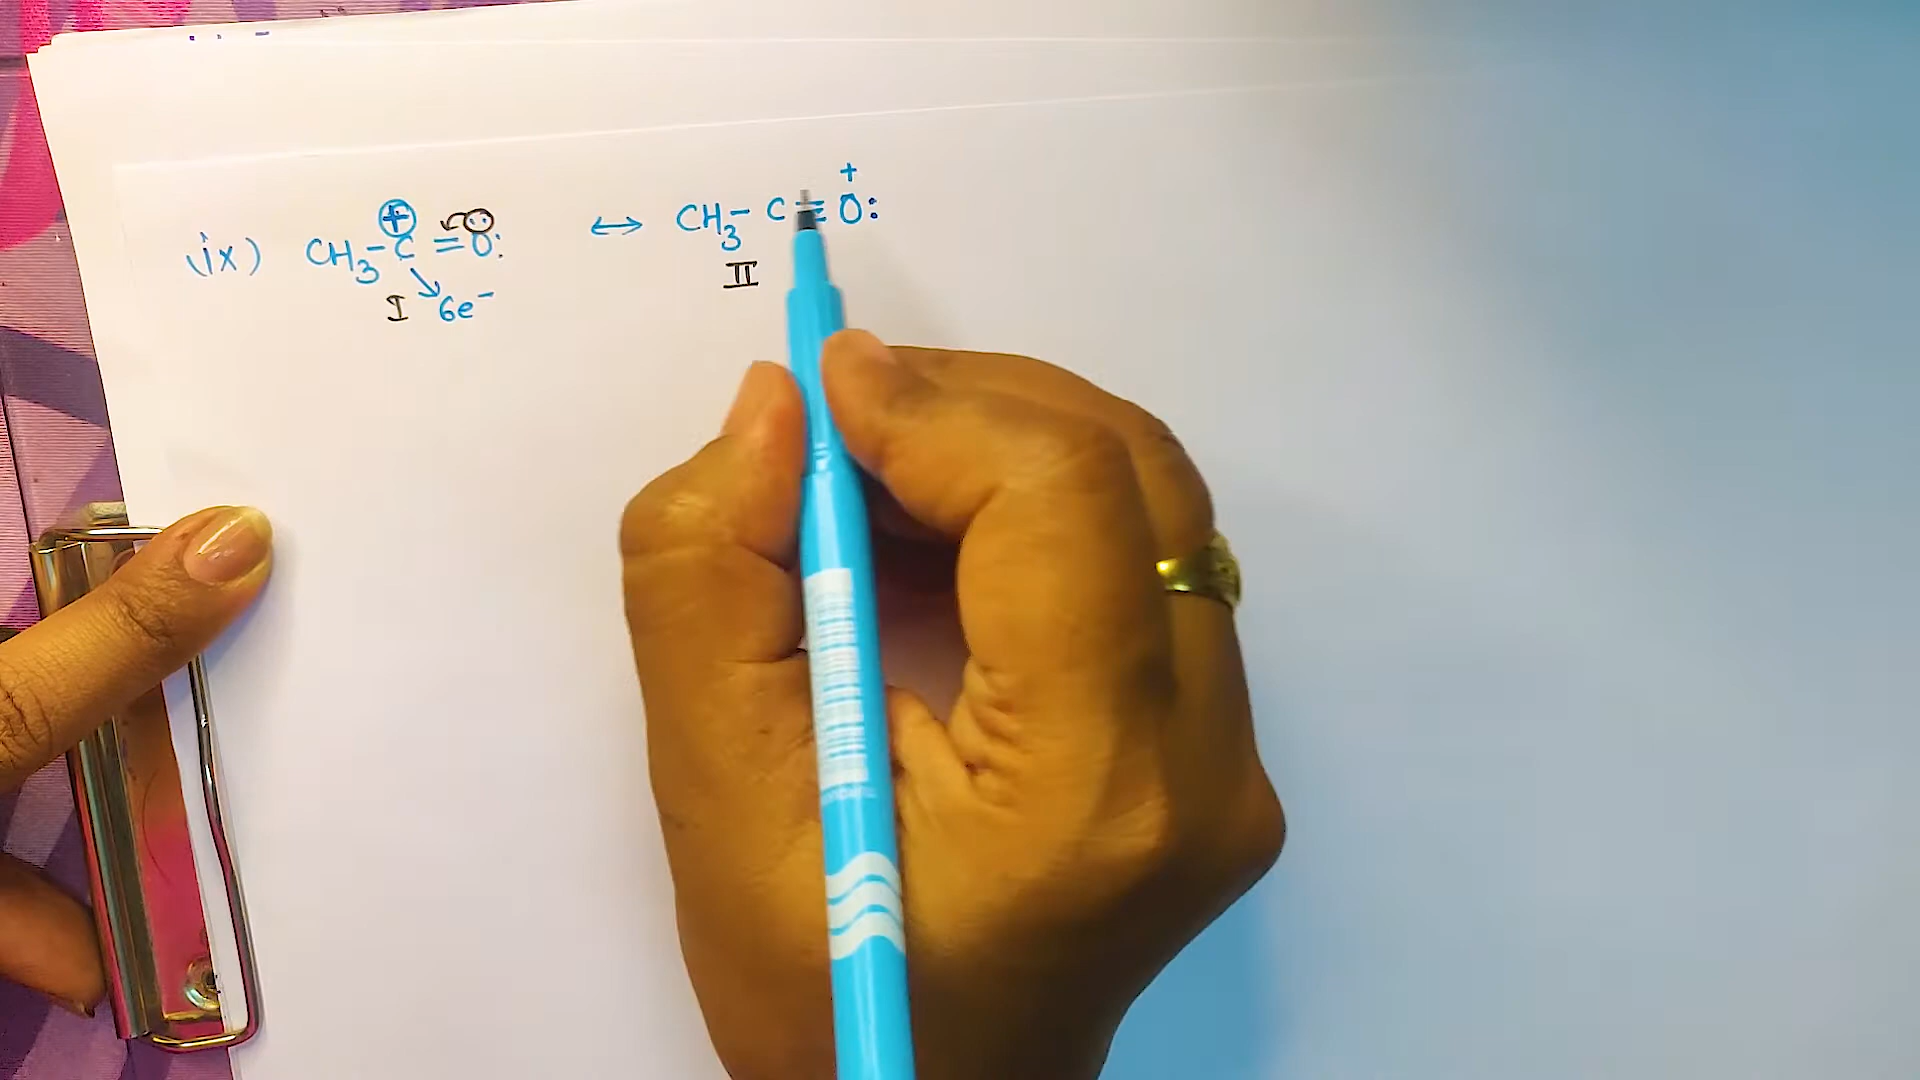 (ix) CH₃-C=Ö: ↔ CH₃-C≡O:
⊕ +
I 6e⁻ II